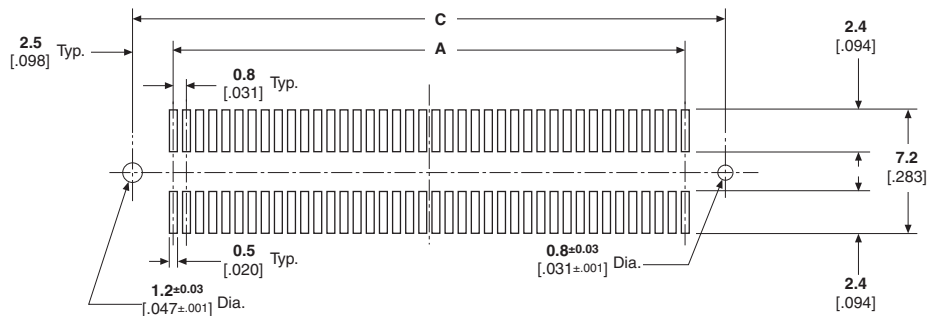 C
2.5
[.098] Typ.
A
2.4
[.094]
0.8
[.031] Typ.
7.2
[.283]
0.5
[.020] Typ.
0.8±0.03
[.031±.001] Dia.
1.2±0.03
[.047±.001] Dia.
2.4
[.094]